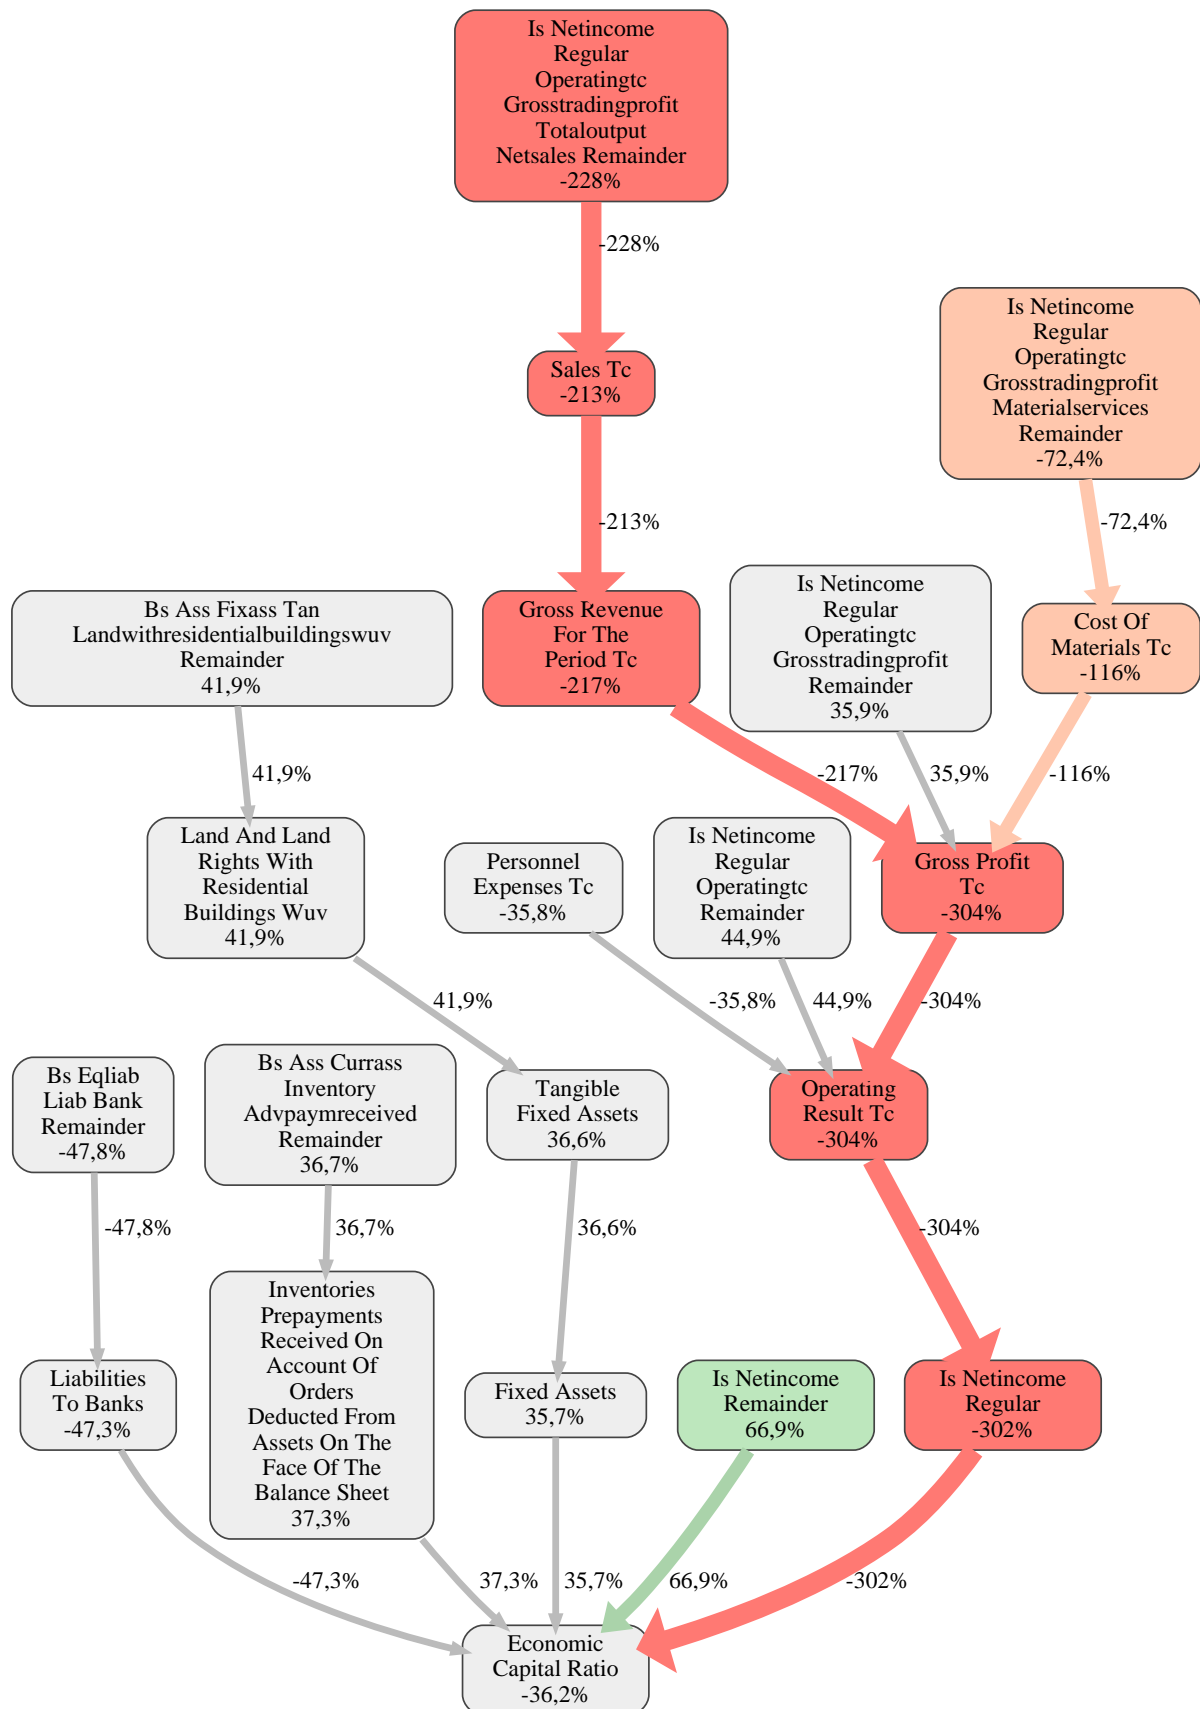 Is Netincome
Regular
Operatingtc
Grosstradingprofit
Totaloutput
Netsales Remainder
-228%
-228%
Is Netincome
Regular
Operatingtc
Grosstradingprofit
Materialservices
Remainder
-72,4%
Sales Tc
-213%
-213%
-72,4%
Bs Ass Fixass Tan
Landwithresidentialbuildingswuv
Remainder
41,9%
Gross Revenue
For The
Period Tc
-217%
Is Netincome
Regular
Operatingtc
Grosstradingprofit
Remainder
35,9%
Cost Of
Materials Tc
-116%
41,9%
-217%
35,9%
-116%
Land And Land
Rights With
Residential
Buildings Wuv
41,9%
Personnel
Expenses Tc
-35,8%
Is Netincome
Regular
Operatingtc
Remainder
44,9%
Gross Profit
Tc
-304%
41,9%
-35,8%
44,9%
-304%
Bs Eqliab
Liab Bank
Remainder
-47,8%
Bs Ass Currass
Inventory
Advpaymreceived
Remainder
36,7%
Tangible
Fixed Assets
36,6%
Operating
Result Tc
-304%
-47,8%
36,7%
36,6%
-304%
Liabilities
To Banks
-47,3%
Inventories
Prepayments
Received On
Account Of
Orders
Deducted From
Assets On The
Face Of The
Balance Sheet
37,3%
Fixed Assets
35,7%
Is Netincome
Remainder
66,9%
Is Netincome
Regular
-302%
-47,3%
37,3%
35,7%
66,9%
-302%
Economic
Capital Ratio
-36,2%